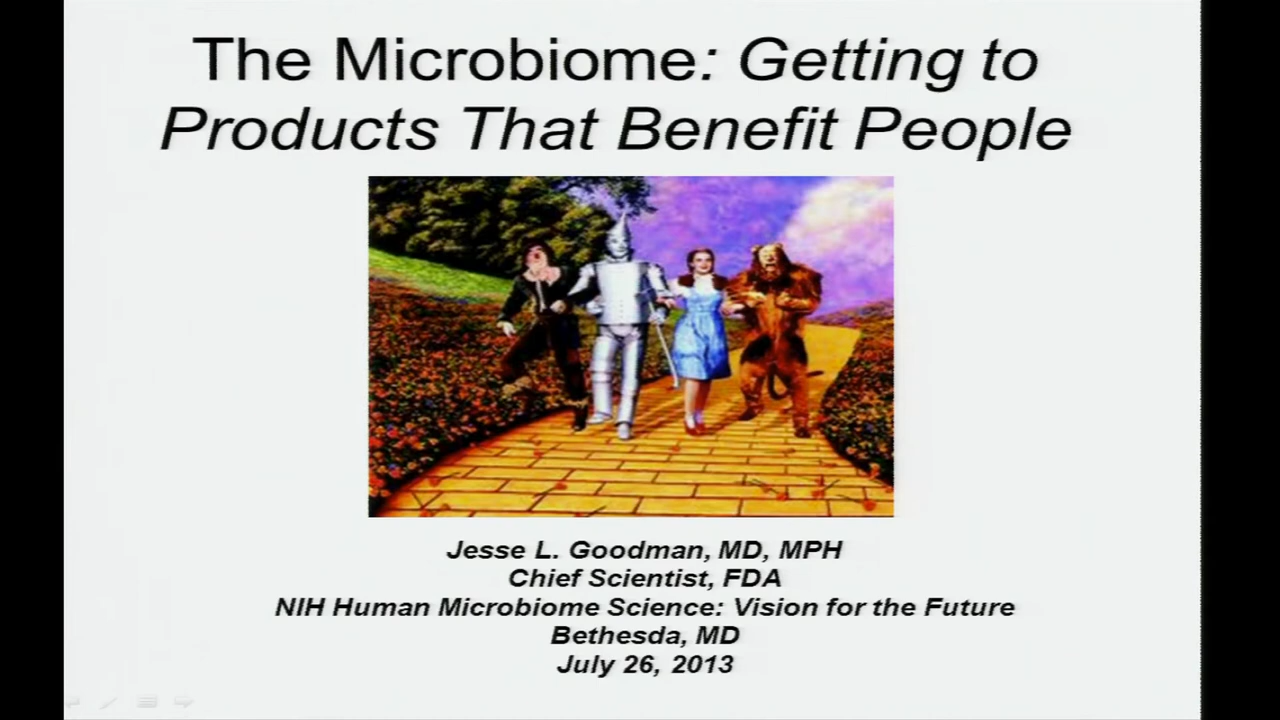 The Microbiome: Getting to
Products That Benefit People
Jesse L. Goodman, MD, MPH
Chief Scientist, FDA
NIH Human Microbiome Science: Vision for the Future
Bethesda, MD
July 26, 2013